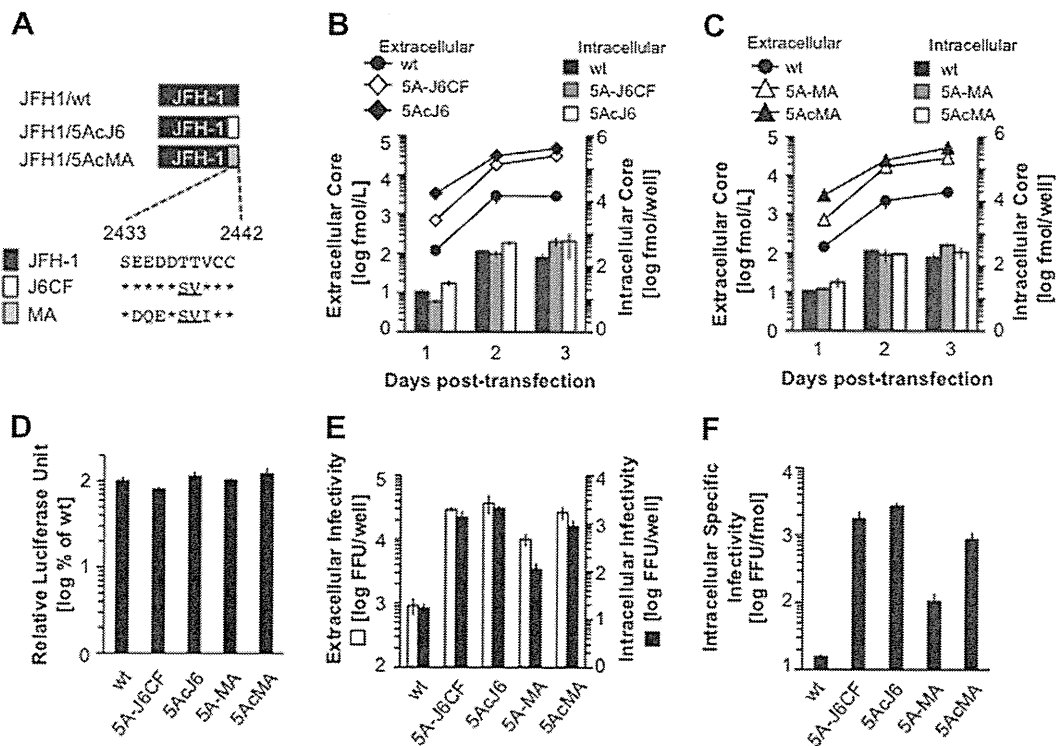 A
JFH1/wt JFH-1
JFH1/5AcJ6 JFH-1
JFH1/5AcMA JFH-1
2433 2442
JFH-1 SEEDDTTVCC
J6CF *****SV***
MA *DQE*SVI**
B
Extracellular Intracellular
wt wt
5A-J6CF 5A-J6CF
5AcJ6 5AcJ6
Extracellular Core
[log fmol/L]
5
4
3
2
1
0
6
4
2
0
Intracellular Core
[log fmol/well]
1 2 3
Days post-transfection
C
Extracellular Intracellular
wt wt
5A-MA 5A-MA
5AcMA 5AcMA
Extracellular Core
[log fmol/L]
5
4
3
2
1
0
6
4
2
0
Intracellular Core
[log fmol/well]
1 2 3
Days post-transfection
D
Relative Luciferase Unit
[log % of wt]
2
1
0
wt 5A-J6CF 5AcJ6 5A-MA 5AcMA
E
Extracellular Infectivity
[log FFU/well]
5
4
3
2
4
3
2
1
0
Intracellular Infectivity
[log FFU/well]
wt 5A-J6CF 5AcJ6 5A-MA 5AcMA
F
Intracellular Specific
Infectivity
[log FFU/fmol]
4
3
2
1
wt 5A-J6CF 5AcJ6 5A-MA 5AcMA